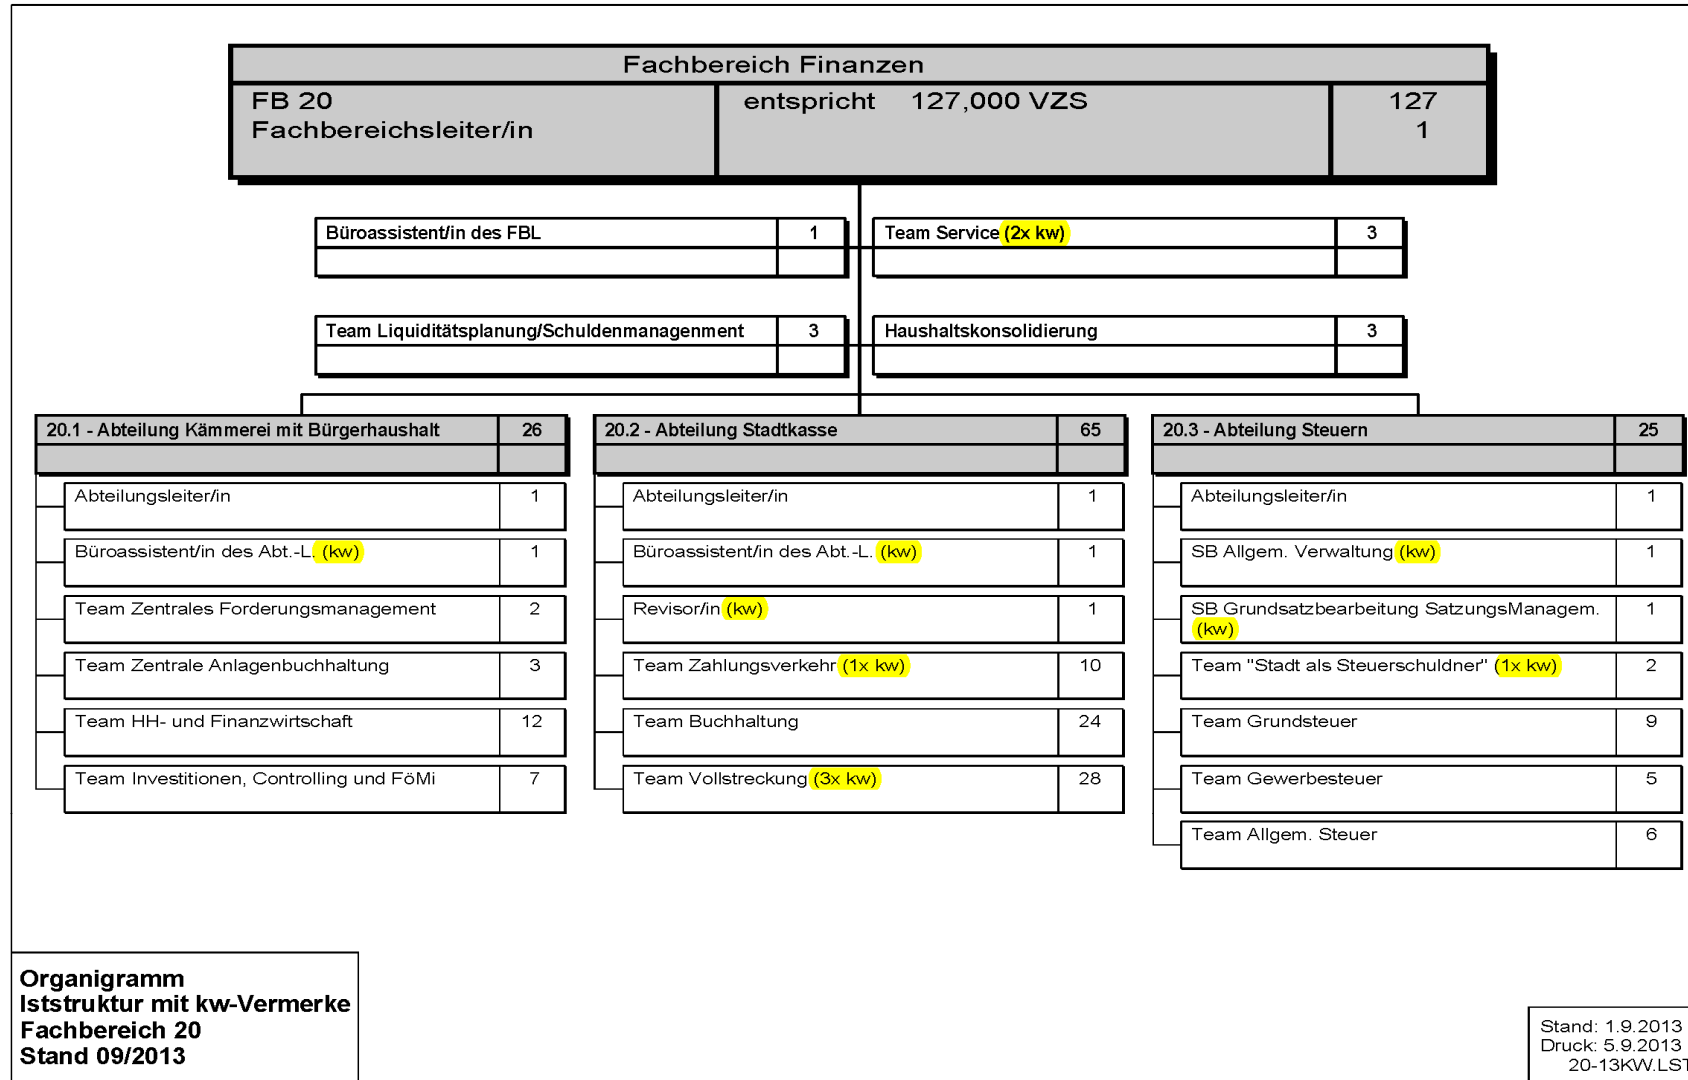 Fachbereich Finanzen
FB 20 entspricht 127,000 VZS 127
Fachbereichsleiter/in 1
Büroassistent/in des FBL 1
Team Service (2x kw) 3
Team Liquiditätsplanung/Schuldenmanagenment 3
Haushaltskonsolidierung 3
20.1 - Abteilung Kämmerei mit Bürgerhaushalt 26
Abteilungsleiter/in 1
Büroassistent/in des Abt.-L. (kw) 1
Team Zentrales Forderungsmanagement 2
Team Zentrale Anlagenbuchhaltung 3
Team HH- und Finanzwirtschaft 12
Team Investitionen, Controlling und FöMi 7
20.2 - Abteilung Stadtkasse 65
Abteilungsleiter/in 1
Büroassistent/in des Abt.-L. (kw) 1
Revisor/in (kw) 1
Team Zahlungsverkehr (1x kw) 10
Team Buchhaltung 24
Team Vollstreckung (3x kw) 28
20.3 - Abteilung Steuern 25
Abteilungsleiter/in 1
SB Allgem. Verwaltung (kw) 1
SB Grundsatzbearbeitung SatzungsManagem. 1
(kw)
Team "Stadt als Steuerschuldner" (1x kw) 2
Team Grundsteuer 9
Team Gewerbesteuer 5
Team Allgem. Steuer 6
Organigramm
Iststruktur mit kw-Vermerke
Fachbereich 20
Stand 09/2013
Stand: 1.9.2013
Druck: 5.9.2013
20-13KW.LST